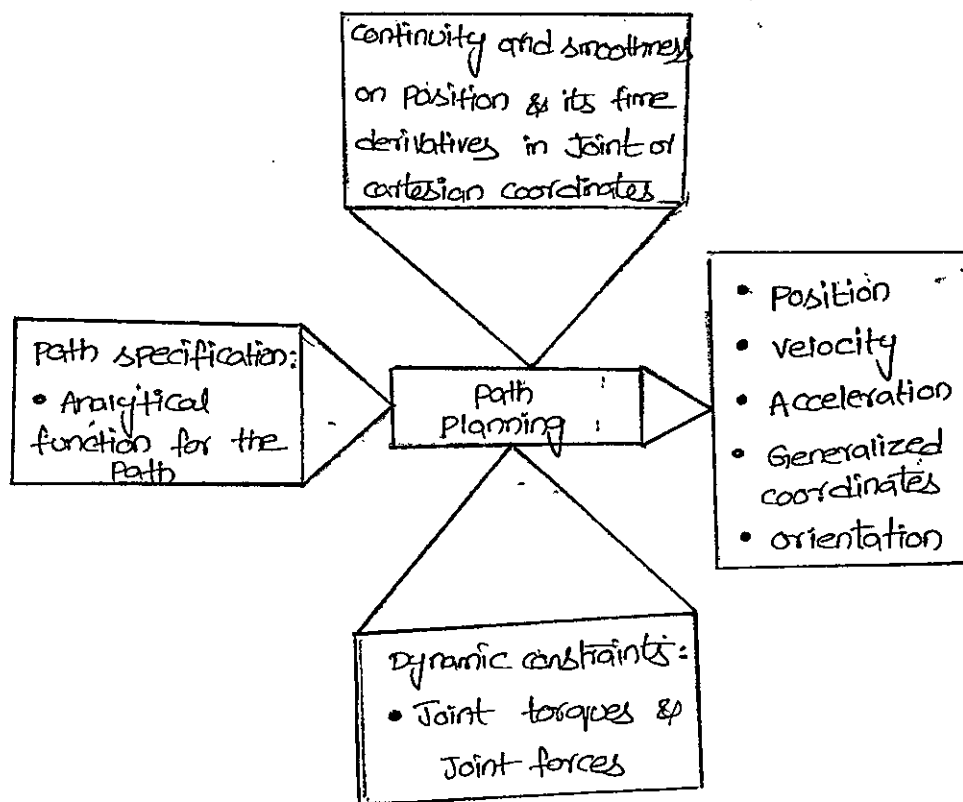 continuity and smoothness
on Position & its time
derivatives in Joint or
cartesian coordinates
Path specification:
• Analytical
function for the
Path
Path
Planning
• Position
• velocity
• Acceleration
• Generalized
coordinates
• orientation
Dynamic constraints:
• Joint torques &
Joint forces